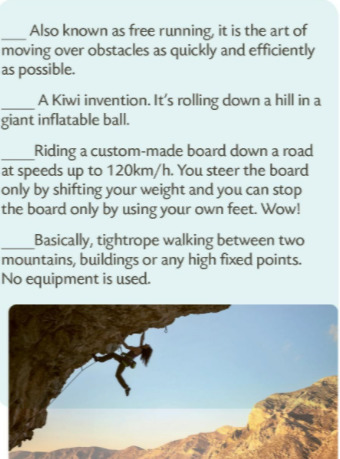 ___ Also known as free running, it is the art of
moving over obstacles as quickly and efficiently
as possible.
____ A Kiwi invention. It's rolling down a hill in a
giant inflatable ball.
____Riding a custom-made board down a road
at speeds up to 120km/h. You steer the board
only by shifting your weight and you can stop
the board only by using your own feet. Wow!
____Basically, tightrope walking between two
mountains, buildings or any high fixed points.
No equipment is used.